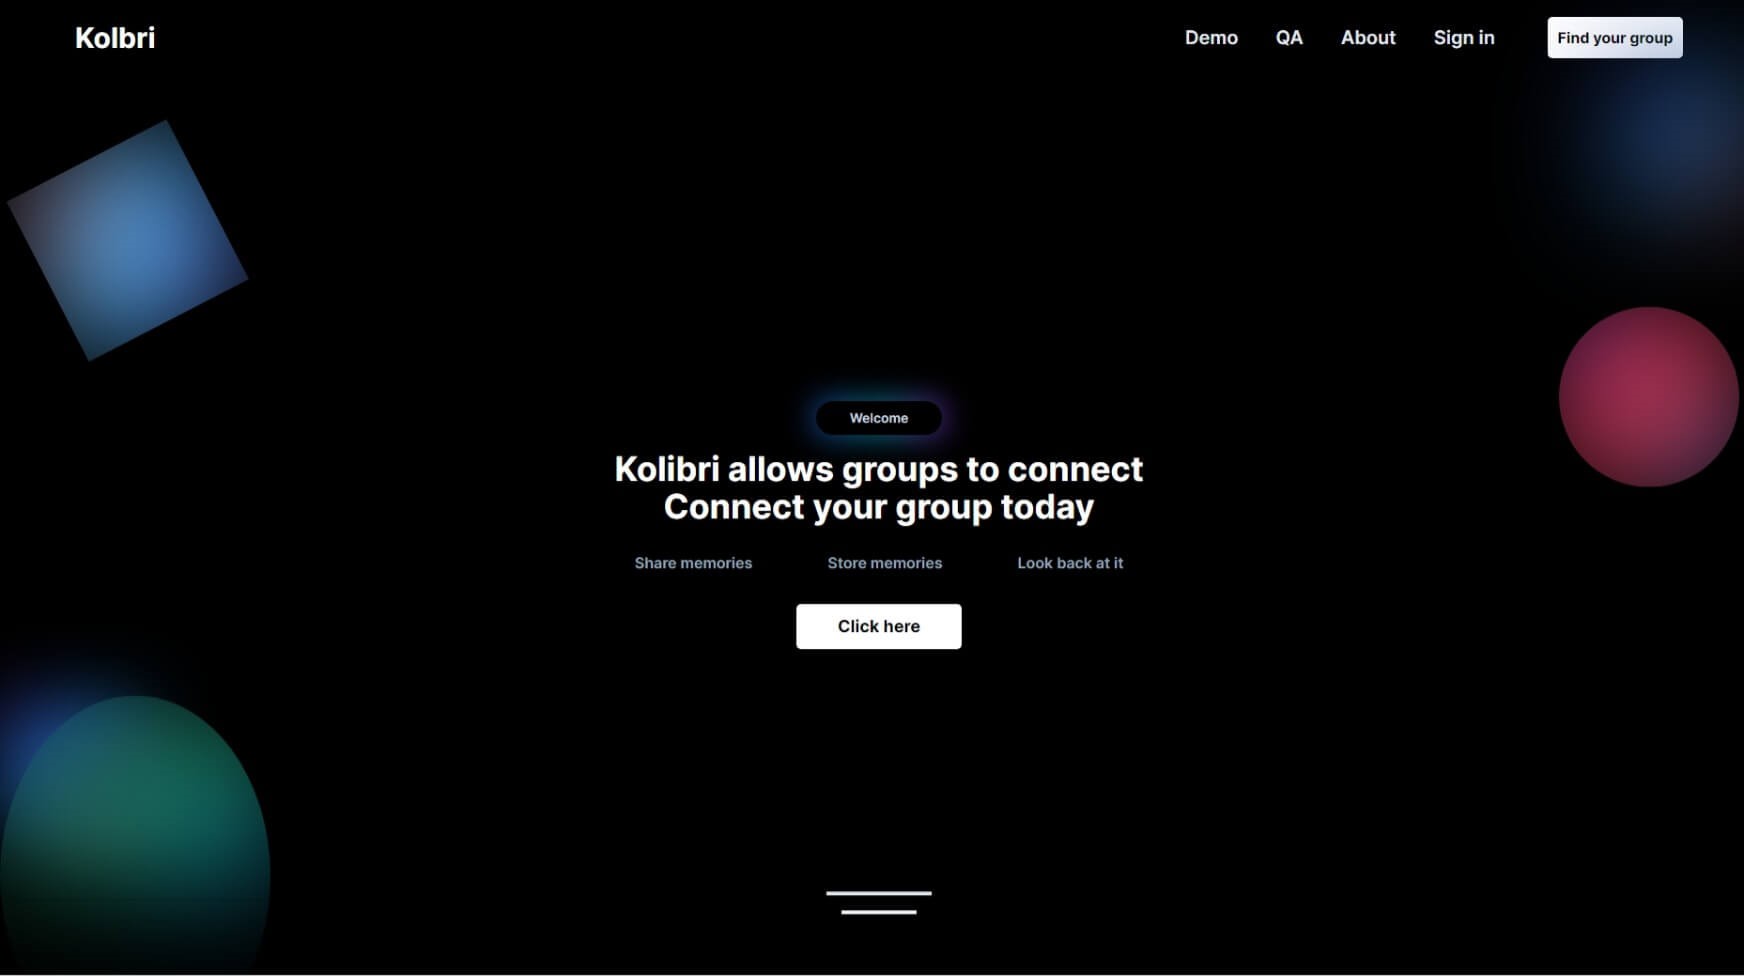 Kolbri
Demo QA About Sign in Find your group
Welcome
Kolibri allows groups to connect
Connect your group today
Share memories Store memories Look back at it
Click here